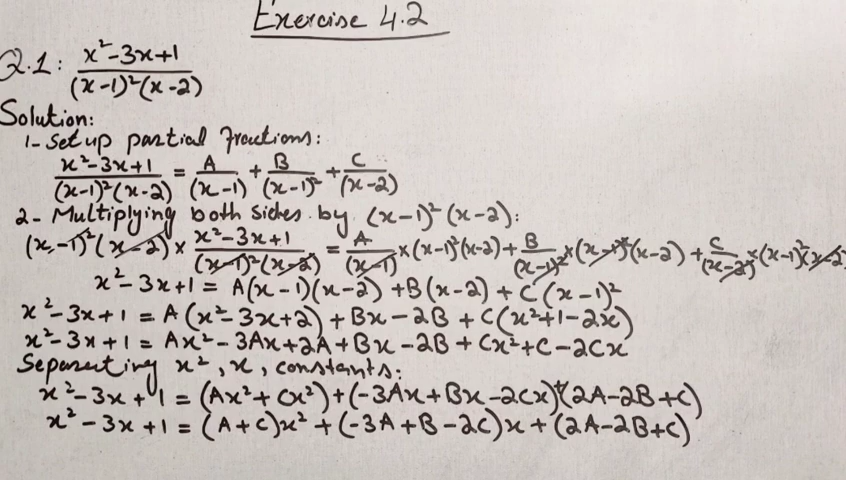 Exercise 4.2
Q.1: x²-3x+1 / (x-1)²(x-2)
Solution:
1- Set up partial fractions:
x²-3x+1 / (x-1)²(x-2) = A / (x-1) + B / (x-1)² + C / (x-2)
2- Multiplying both sides by (x-1)²(x-2):
(x-1)²(x-2) × x²-3x+1 / (x-1)²(x-2) = A / (x-1) × (x-1)²(x-2) + B / (x-1)² × (x-1)²(x-2) + C / (x-2) × (x-1)²(x-2)
x²-3x+1 = A(x-1)(x-2) + B(x-2) + C(x-1)²
x²-3x+1 = A(x²-3x+2) + Bx-2B + C(x²+1-2x)
x²-3x+1 = Ax²-3Ax+2A+Bx-2B+Cx²+C-2Cx
Separating x², x, constants:
x²-3x+1 = (Ax²+Cx²)+(-3Ax+Bx-2Cx)+(2A-2B+C)
x²-3x+1 = (A+C)x²+(-3A+B-2C)x+(2A-2B+C)